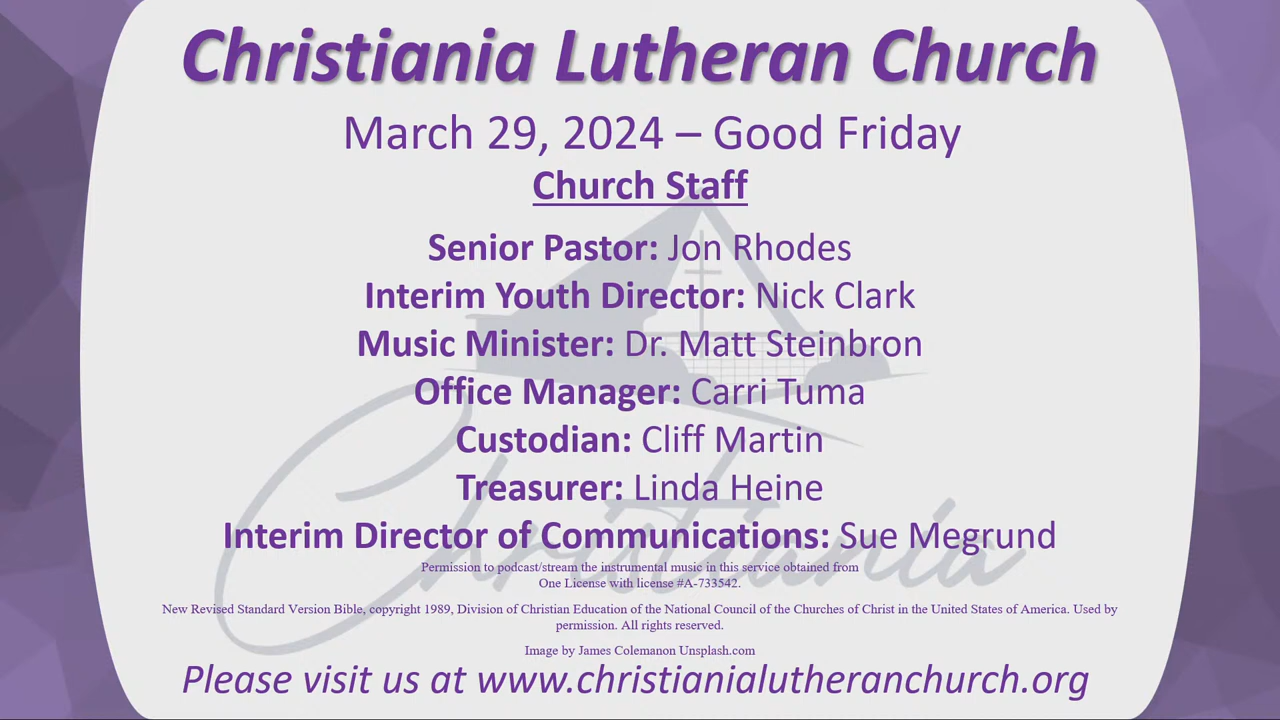 Christiania Lutheran Church
March 29, 2024 – Good Friday
Church Staff
Senior Pastor: Jon Rhodes
Interim Youth Director: Nick Clark
Music Minister: Dr. Matt Steinbron
Office Manager: Carri Tuma
Custodian: Cliff Martin
Treasurer: Linda Heine
Interim Director of Communications: Sue Megrund
Christiania
Permission to podcast/stream the instrumental music in this service obtained from
One License with license #A-733542.
New Revised Standard Version Bible, copyright 1989, Division of Christian Education of the National Council of the Churches of Christ in the United States of America. Used by
permission. All rights reserved.
Image by James Colemanon Unsplash.com
Please visit us at www.christianialutheranchurch.org